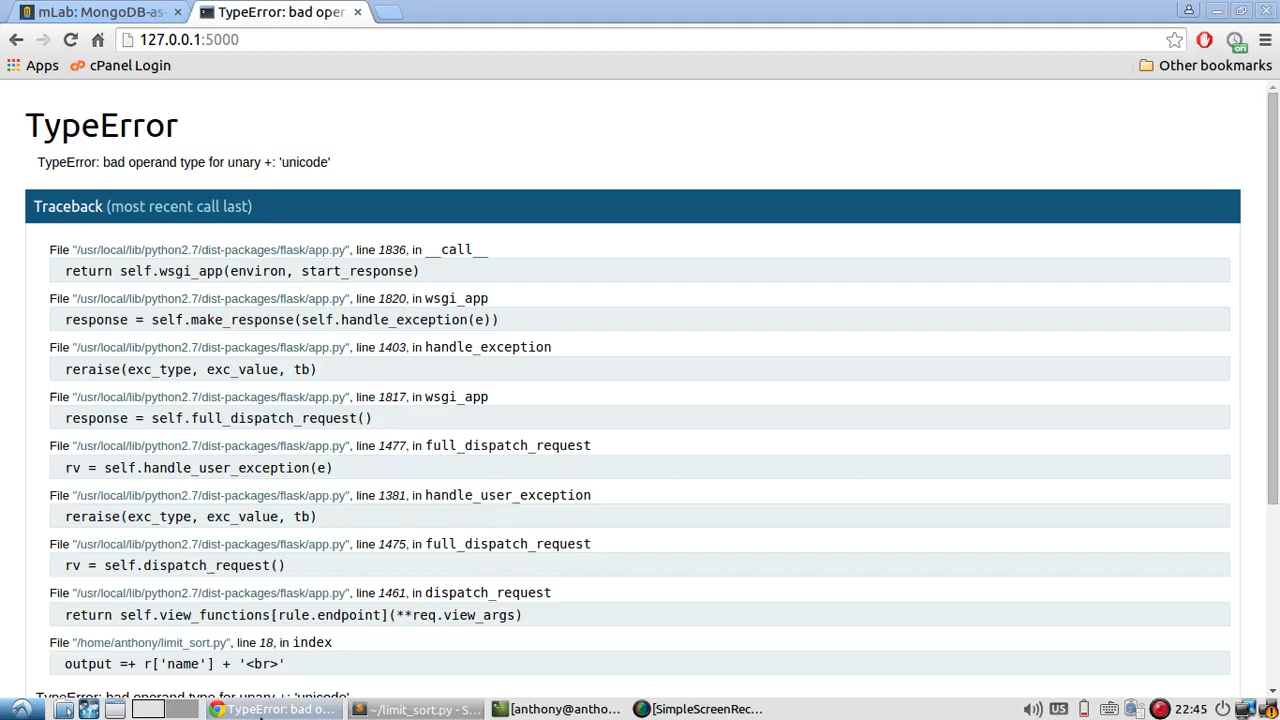 mLab: MongoDB-as-
TypeError: bad oper
127.0.0.1:5000
Apps
cPanel Login
Other bookmarks
on
TypeError
TypeError: bad operand type for unary +: 'unicode'
Traceback (most recent call last)
File "/usr/local/lib/python2.7/dist-packages/flask/app.py", line 1836, in __call__
return self.wsgi_app(environ, start_response)
File "/usr/local/lib/python2.7/dist-packages/flask/app.py", line 1820, in wsgi_app
response = self.make_response(self.handle_exception(e))
File "/usr/local/lib/python2.7/dist-packages/flask/app.py", line 1403, in handle_exception
reraise(exc_type, exc_value, tb)
File "/usr/local/lib/python2.7/dist-packages/flask/app.py", line 1817, in wsgi_app
response = self.full_dispatch_request()
File "/usr/local/lib/python2.7/dist-packages/flask/app.py", line 1477, in full_dispatch_request
rv = self.handle_user_exception(e)
File "/usr/local/lib/python2.7/dist-packages/flask/app.py", line 1381, in handle_user_exception
reraise(exc_type, exc_value, tb)
File "/usr/local/lib/python2.7/dist-packages/flask/app.py", line 1475, in full_dispatch_request
rv = self.dispatch_request()
File "/usr/local/lib/python2.7/dist-packages/flask/app.py", line 1461, in dispatch_request
return self.view_functions[rule.endpoint](**req.view_args)
File "/home/anthony/limit_sort.py", line 18, in index
output =+ r['name'] + '<br>'
TypeError: bad operand type for unary +: 'unicode'
TypeError: bad o...
~/limit_sort.py - S...
[anthony@antho...
[SimpleScreenRec...
US
22:45